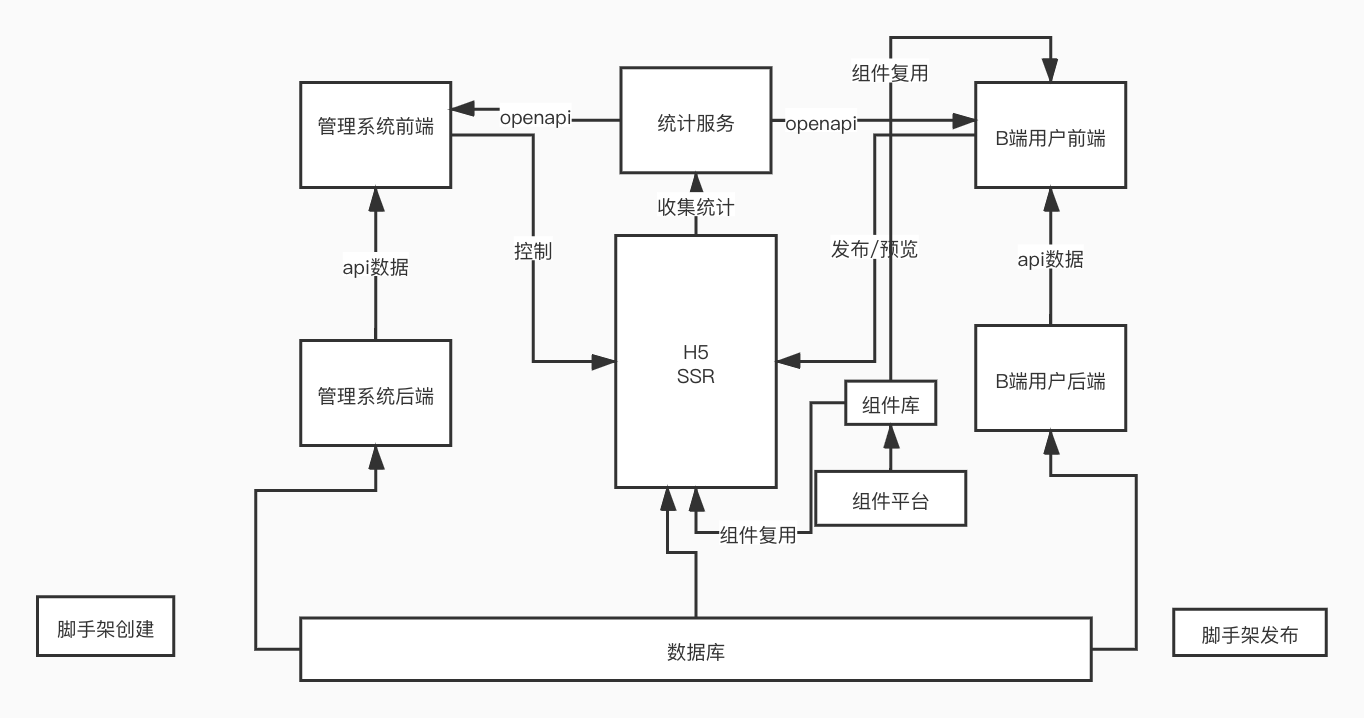 组件复用
管理系统前端
openapi
统计服务
openapi
B端用户前端
收集统计
控制
发布/预览
api数据
api数据
H5
SSR
管理系统后端
组件库
B端用户后端
组件平台
组件复用
脚手架创建
数据库
脚手架发布